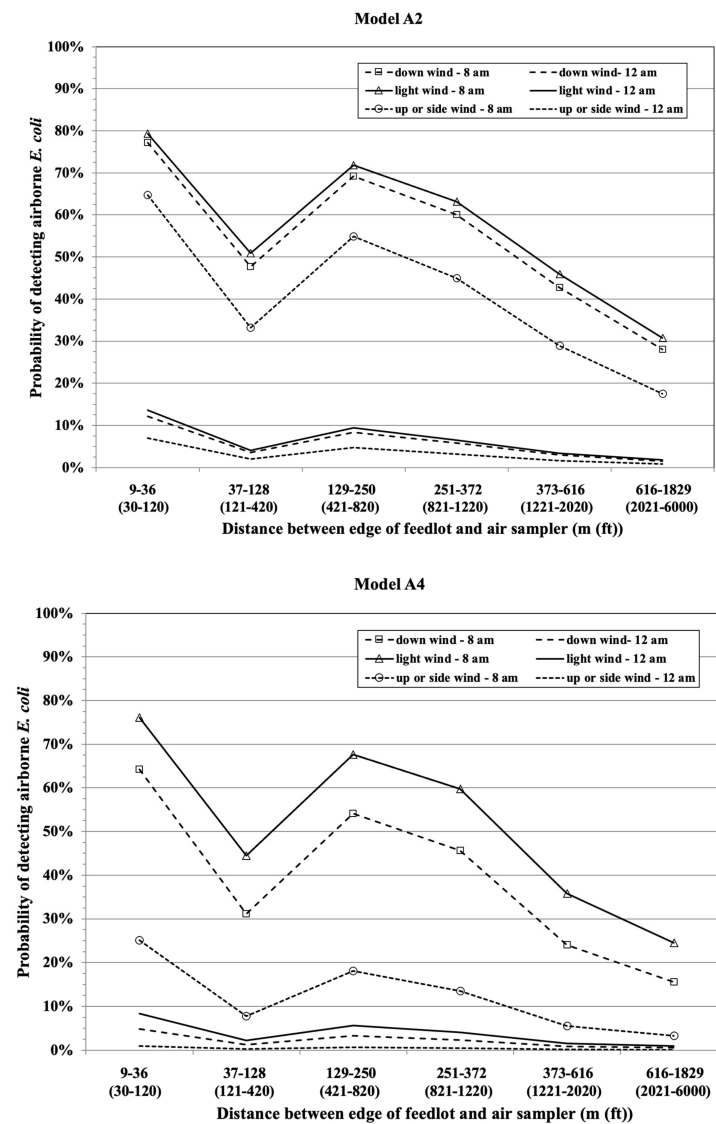 Model A2
100%
90%
80%
70%
60%
50%
40%
30%
20%
10%
0%
Probability of detecting airborne E. coli
down wind - 8 am
down wind- 12 am
light wind - 8 am
light wind - 12 am
up or side wind - 8 am
up or side wind - 12 am
9-36 37-128 129-250 251-372 373-616 616-1829
(30-120) (121-420) (421-820) (821-1220) (1221-2020) (2021-6000)
Distance between edge of feedlot and air sampler (m (ft))
Model A4
100%
90%
80%
70%
60%
50%
40%
30%
20%
10%
0%
Probability of detecting airborne E. coli
down wind - 8 am
down wind- 12 am
light wind - 8 am
light wind - 12 am
up or side wind - 8 am
up or side wind - 12 am
9-36 37-128 129-250 251-372 373-616 616-1829
(30-120) (121-420) (421-820) (821-1220) (1221-2020) (2021-6000)
Distance between edge of feedlot and air sampler (m (ft))